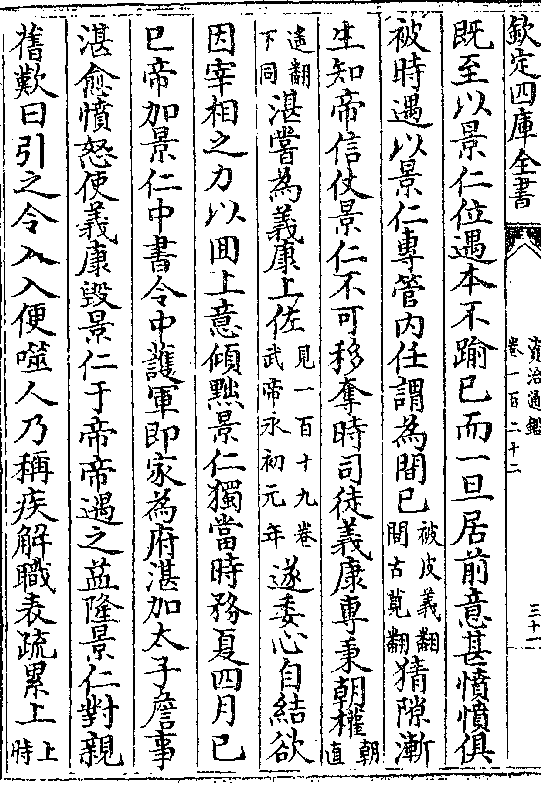 欽定四庫全書
資治通鑑
卷一百二十二
三十一
既至以景仁位遇本不踰已而一旦居前意甚憤憤俱
被時遇以景仁專管内任謂為間已被皮義翻間古莧翻猜隙漸
生知帝信仗景仁不可移奪時司徒義康專秉朝權朝直
遥翻下同湛嘗為義康上佐見一百十九卷武帝永初元年遂委心自結欲
因宰相之力以囬上意傾黜景仁獨當時務夏四月已
巳帝加景仁中書令中護軍即家為府湛加太子詹事
湛愈憤怒使義康毀景仁于帝帝遇之益隆景仁對親
舊歎曰引之令入入便噬人乃稱疾解職表疏累上上時